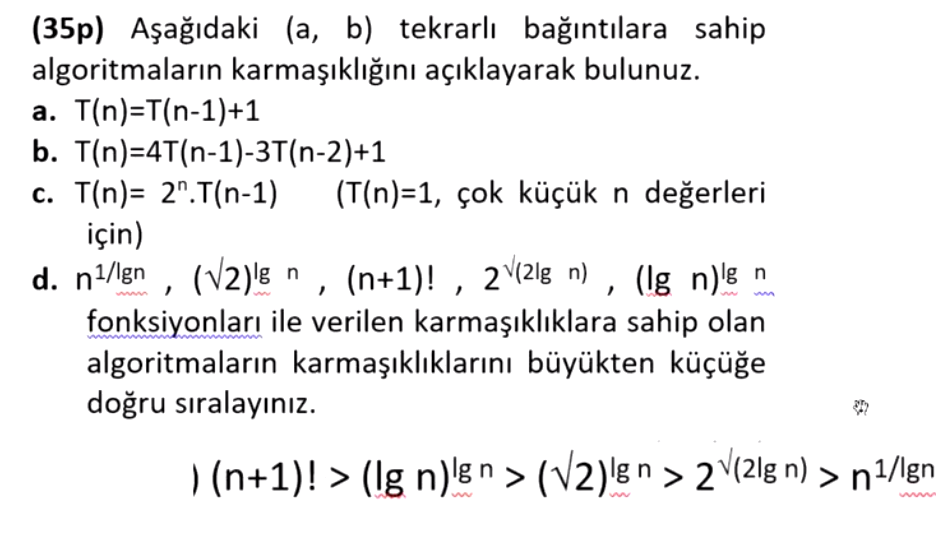 (35p) Aşağıdaki (a, b) tekrarlı bağıntılara sahip
algoritmaların karmaşıklığını açıklayarak bulunuz.
a. T(n)=T(n-1)+1
b. T(n)=4T(n-1)-3T(n-2)+1
c. T(n)= 2ⁿ.T(n-1) (T(n)=1, çok küçük n değerleri
için)
d. n^1/lgn , (√2)^lg n , (n+1)! , 2^√(2lg n) , (lg n)^lg n
fonksiyonları ile verilen karmaşıklıklara sahip olan
algoritmaların karmaşıklıklarını büyükten küçüğe
doğru sıralayınız.
) (n+1)! > (lg n)^lg n > (√2)^lg n > 2^√(2lg n) > n^1/lgn